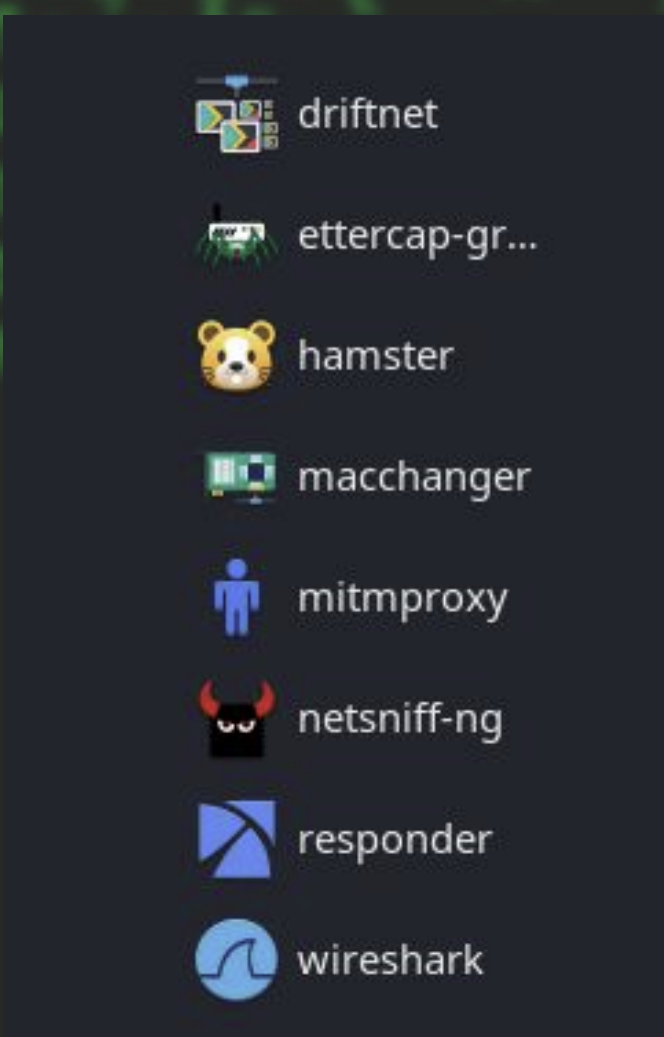 driftnet
ettercap-gr...
hamster
macchanger
mitmproxy
netsniff-ng
responder
wireshark